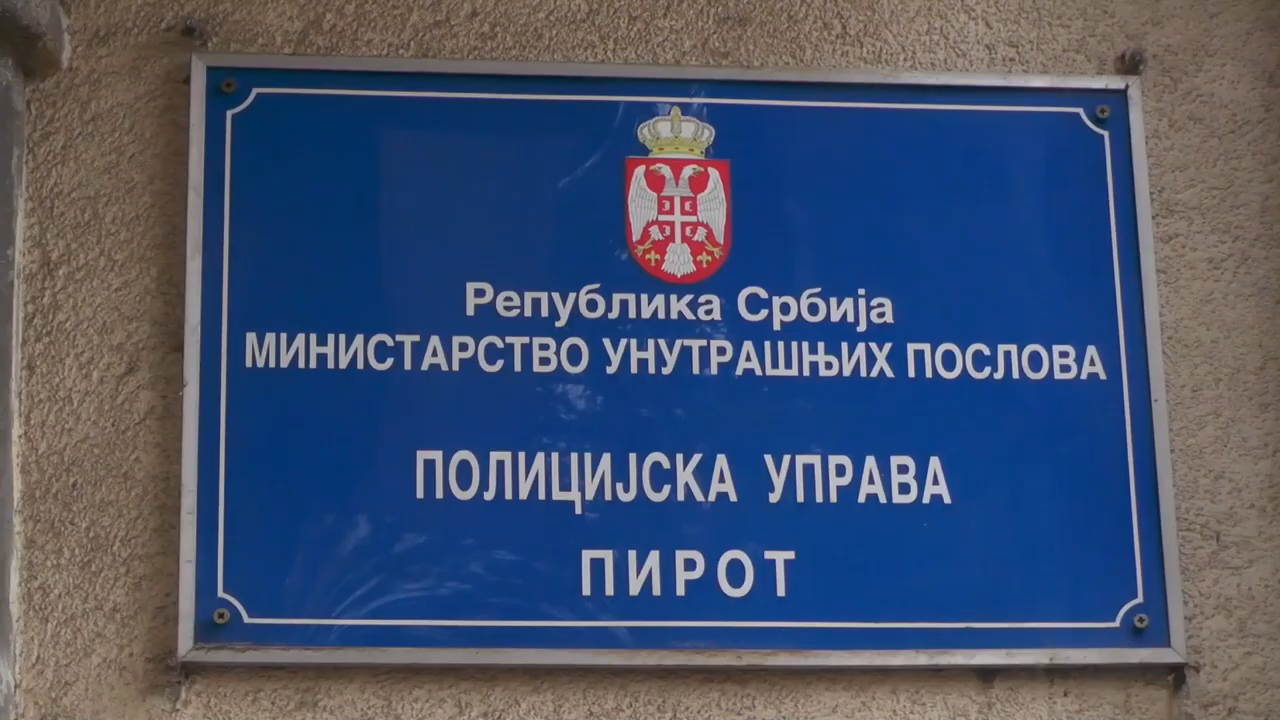 Република Србија
МИНИСТАРСТВО УНУТРАШЊИХ ПОСЛОВА
ПОЛИЦИЈСКА УПРАВА
ПИРОТ